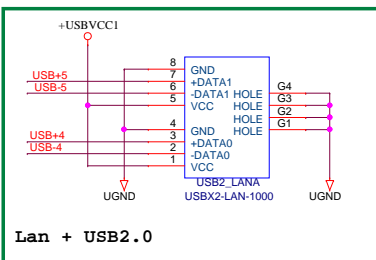 +USBVCC1
8 GND
USB+5 7 +DATA1 G4
USB-5 6 -DATA1 HOLE G3
5 VCC HOLE G2
HOLE G1
4 GND HOLE
USB+4 3 +DATA0
USB-4 2 -DATA0
1 VCC
USB2_LANA
UGND USBX2-LAN-1000 UGND
Lan + USB2.0